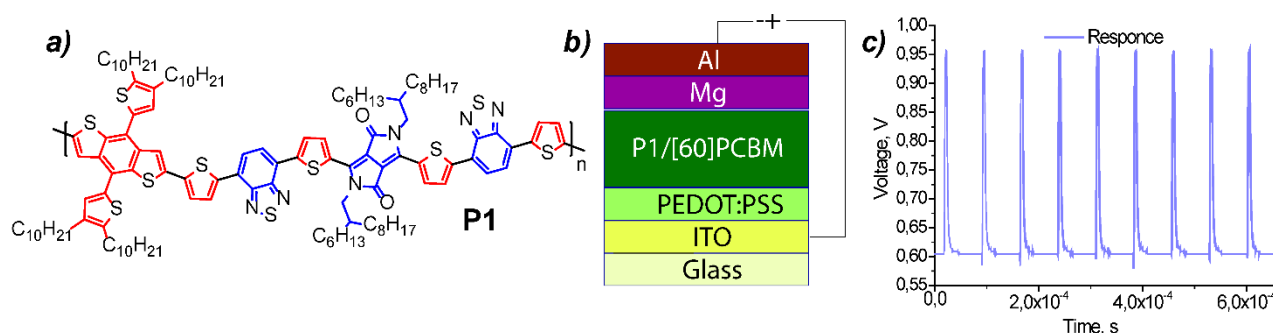 a)
C10H21
C10H21
S
S
S
S
S
S
N
S
N
C10H21
C10H21
S
C6H13
C8H17
O
N
N
O
C6H13
C8H17
S
N
S
N
S
n
P1
b)
- +
Al
Mg
P1/[60]PCBM
PEDOT:PSS
ITO
Glass
c)
Responce
Voltage, V
1,00
0,95
0,90
0,85
0,80
0,75
0,70
0,65
0,60
0,55
0,0
2,0x10-4
4,0x10-4
6,0x10-4
Time, s